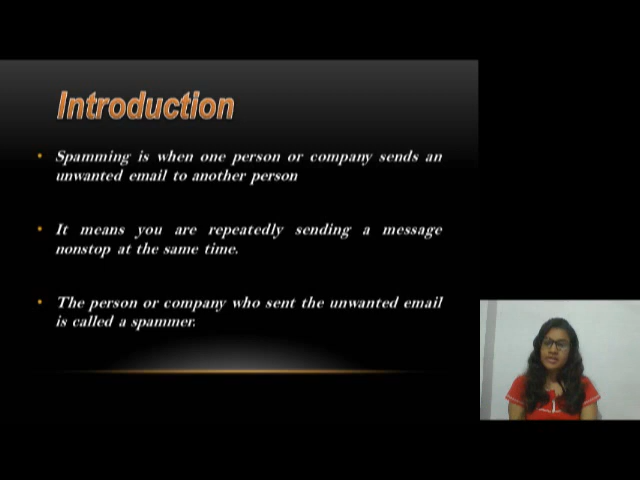 Introduction
• Spamming is when one person or company sends an
unwanted email to another person
• It means you are repeatedly sending a message
nonstop at the same time.
• The person or company who sent the unwanted email
is called a spammer.